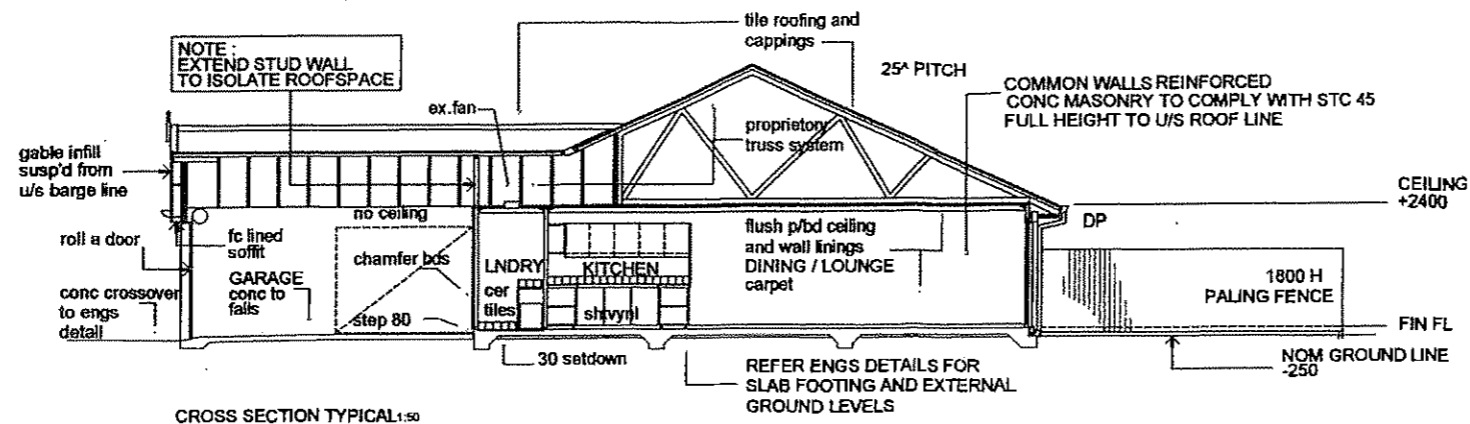 tile roofing and
cappings
NOTE :
EXTEND STUD WALL
TO ISOLATE ROOFSPACE
25^ PITCH
COMMON WALLS REINFORCED
CONC MASONRY TO COMPLY WITH STC 45
FULL HEIGHT TO U/S ROOF LINE
ex.fan
proprietory
truss system
gable infill
susp'd from
u/s barge line
CEILING
+2400
no ceiling
DP
roll a door
fc lined
soffit
flush p/bd ceiling
and wall linings
DINING / LOUNGE
carpet
chamfer bds
LNDRY
KITCHEN
GARAGE
conc to
falls
cer
tiles
1800 H
PALING FENCE
conc crossover
to engs
detail
step 80
sht vynl
FIN FL
30 setdown
NOM GROUND LINE
-250
REFER ENGS DETAILS FOR
SLAB FOOTING AND EXTERNAL
GROUND LEVELS
CROSS SECTION TYPICAL 1:50